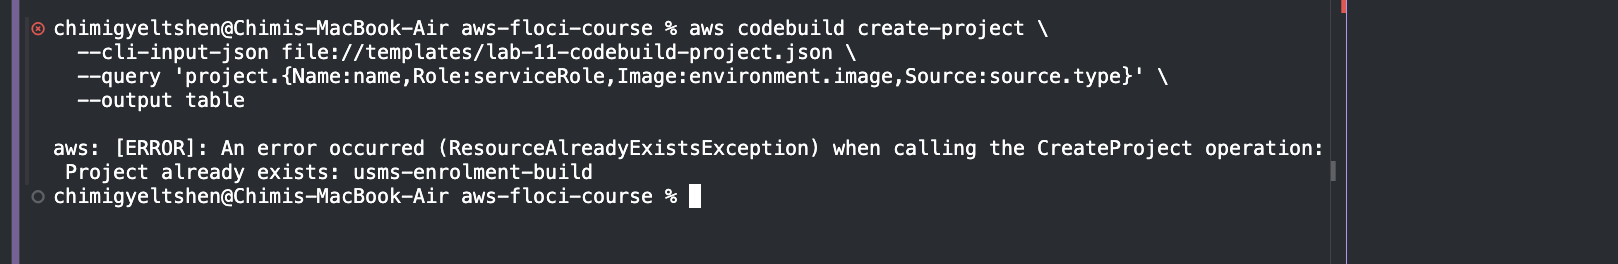 chimigyeltshen@Chimis-MacBook-Air aws-floci-course % aws codebuild create-project \
  --cli-input-json file://templates/lab-11-codebuild-project.json \
  --query 'project.{Name:name,Role:serviceRole,Image:environment.image,Source:source.type}' \
  --output table

aws: [ERROR]: An error occurred (ResourceAlreadyExistsException) when calling the CreateProject operation:
 Project already exists: usms-enrolment-build
chimigyeltshen@Chimis-MacBook-Air aws-floci-course %